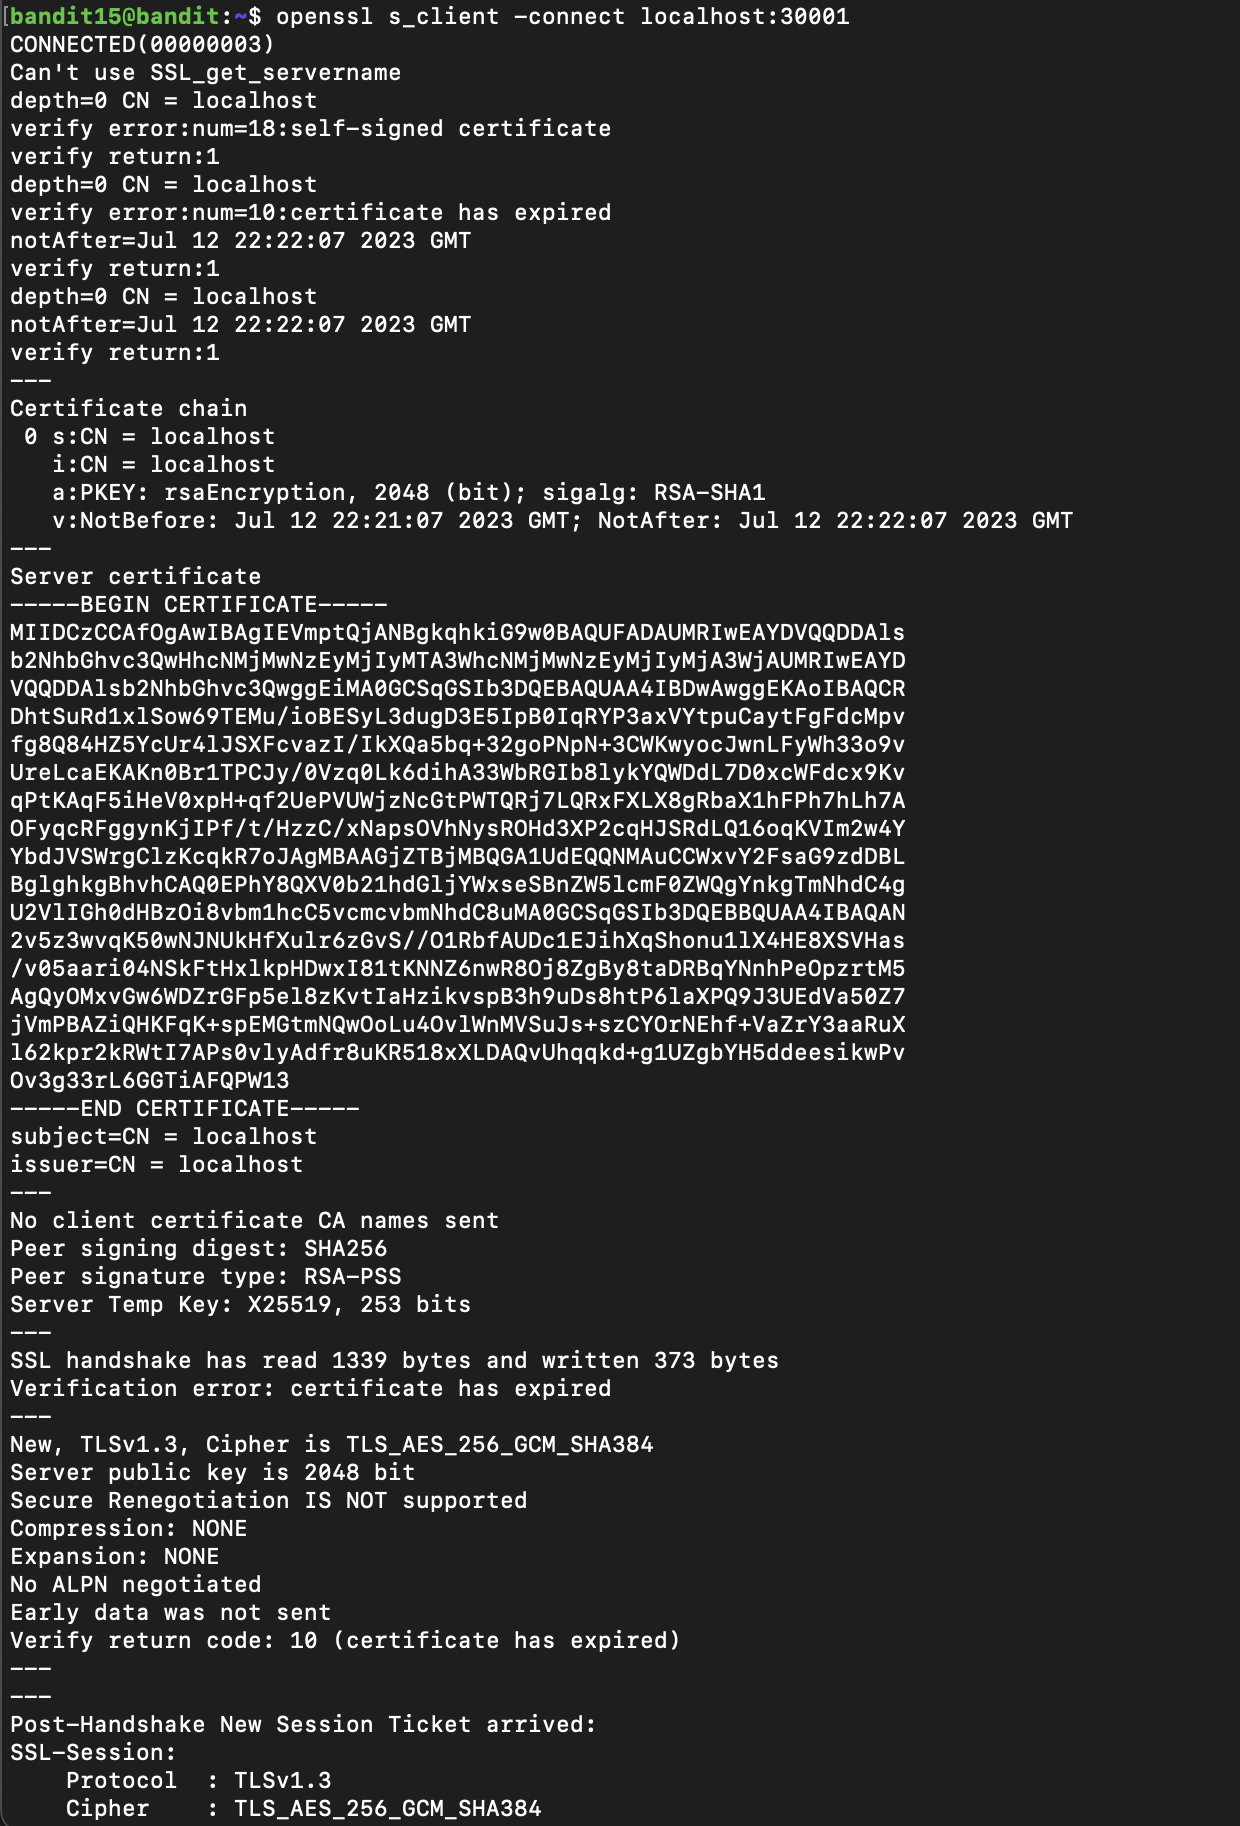 [bandit15@bandit:~$ openssl s_client -connect localhost:30001
CONNECTED(00000003)
Can't use SSL_get_servername
depth=0 CN = localhost
verify error:num=18:self-signed certificate
verify return:1
depth=0 CN = localhost
verify error:num=10:certificate has expired
notAfter=Jul 12 22:22:07 2023 GMT
verify return:1
depth=0 CN = localhost
notAfter=Jul 12 22:22:07 2023 GMT
verify return:1
---
Certificate chain
 0 s:CN = localhost
   i:CN = localhost
   a:PKEY: rsaEncryption, 2048 (bit); sigalg: RSA-SHA1
   v:NotBefore: Jul 12 22:21:07 2023 GMT; NotAfter: Jul 12 22:22:07 2023 GMT
---
Server certificate
-----BEGIN CERTIFICATE-----
MIIDCzCCAfOgAwIBAgIEVmptQjANBgkqhkiG9w0BAQUFADAUMRIwEAYDVQQDDAls
b2NhbGhvc3QwHhcNMjMwNzEyMjIyMTA3WhcNMjMwNzEyMjIyMjA3WjAUMRIwEAYD
VQQDDAlsb2NhbGhvc3QwggEiMA0GCSqGSIb3DQEBAQUAA4IBDwAwggEKAoIBAQCR
DhtSuRd1xlSow69TEMu/ioBESyL3dugD3E5IpB0IqRYP3axVYtpuCaytFgFdcMpv
fg8Q84HZ5YcUr4lJSXFcvazI/IkXQa5bq+32goPNpN+3CWKwyocJwnLFyWh33o9v
UreLcaEKAKn0Br1TPCJy/0Vzq0Lk6dihA33WbRGIb8lykYQWDdL7D0xcWFdcx9Kv
qPtKAqF5iHeV0xpH+qf2UePVUWjzNcGtPWTQRj7LQRxFXLX8gRbaX1hFPh7hLh7A
OFyqcRFggynKjIPf/t/HzzC/xNapsOVhNysROHd3XP2cqHJSRdLQ16oqKVIm2w4Y
YbdJVSWrgClzKcqkR7oJAgMBAAGjZTBjMBQGA1UdEQQNMAuCCWxvY2FsaG9zdDBL
BglghkgBhvhCAQ0EPhY8QXV0b21hdGljYWxseSBnZW5lcmF0ZWQgYnkgTmNhdC4g
U2VlIGh0dHBzOi8vbm1hcC5vcmcvbmNhdC8uMA0GCSqGSIb3DQEBBQUAA4IBAQAN
2v5z3wvqK50wNJNUkHfXulr6zGvS//O1RbfAUDc1EJihXqShonu1lX4HE8XSVHas
/v05aari04NSkFtHxlkpHDwxI81tKNNZ6nwR8Oj8ZgBy8taDRBqYNnhPeOpzrtM5
AgQyOMxvGw6WDZrGFp5el8zKvtIaHzikvspB3h9uDs8htP6laXPQ9J3UEdVa50Z7
jVmPBAZiQHKFqK+spEMGtmNQwOoLu4OvlWnMVSuJs+szCYOrNEhf+VaZrY3aaRuX
l62kpr2kRWtI7APs0vlyAdfr8uKR518xXLDAQvUhqqkd+g1UZgbYH5ddeesikwPv
Ov3g33rL6GGTiAFQPW13
-----END CERTIFICATE-----
subject=CN = localhost
issuer=CN = localhost
---
No client certificate CA names sent
Peer signing digest: SHA256
Peer signature type: RSA-PSS
Server Temp Key: X25519, 253 bits
---
SSL handshake has read 1339 bytes and written 373 bytes
Verification error: certificate has expired
---
New, TLSv1.3, Cipher is TLS_AES_256_GCM_SHA384
Server public key is 2048 bit
Secure Renegotiation IS NOT supported
Compression: NONE
Expansion: NONE
No ALPN negotiated
Early data was not sent
Verify return code: 10 (certificate has expired)
---
---
Post-Handshake New Session Ticket arrived:
SSL-Session:
    Protocol  : TLSv1.3
    Cipher    : TLS_AES_256_GCM_SHA384